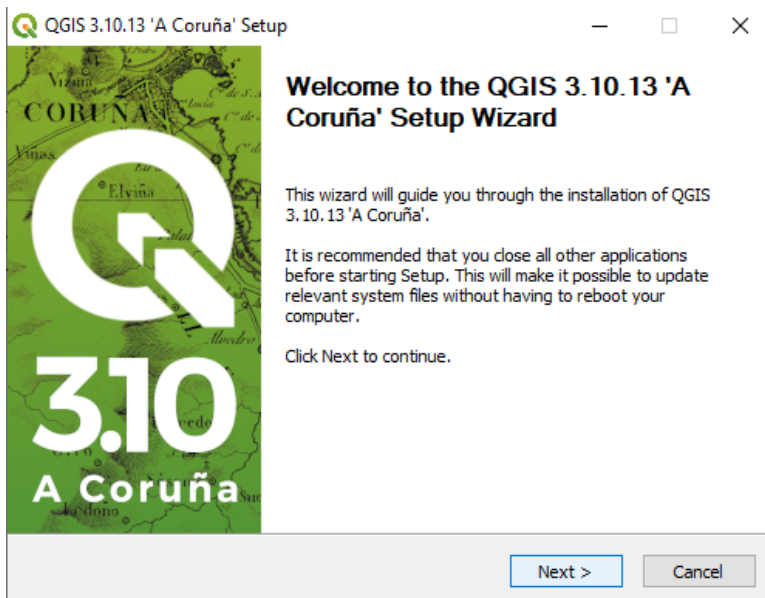 QGIS 3.10.13 'A Coruña' Setup
Welcome to the QGIS 3.10.13 'A
Coruña' Setup Wizard
This wizard will guide you through the installation of QGIS
3.10.13 'A Coruña'.
It is recommended that you close all other applications
before starting Setup. This will make it possible to update
relevant system files without having to reboot your
computer.
Click Next to continue.
CORUÑA
Elviña
3.10
A Coruña
Next >
Cancel